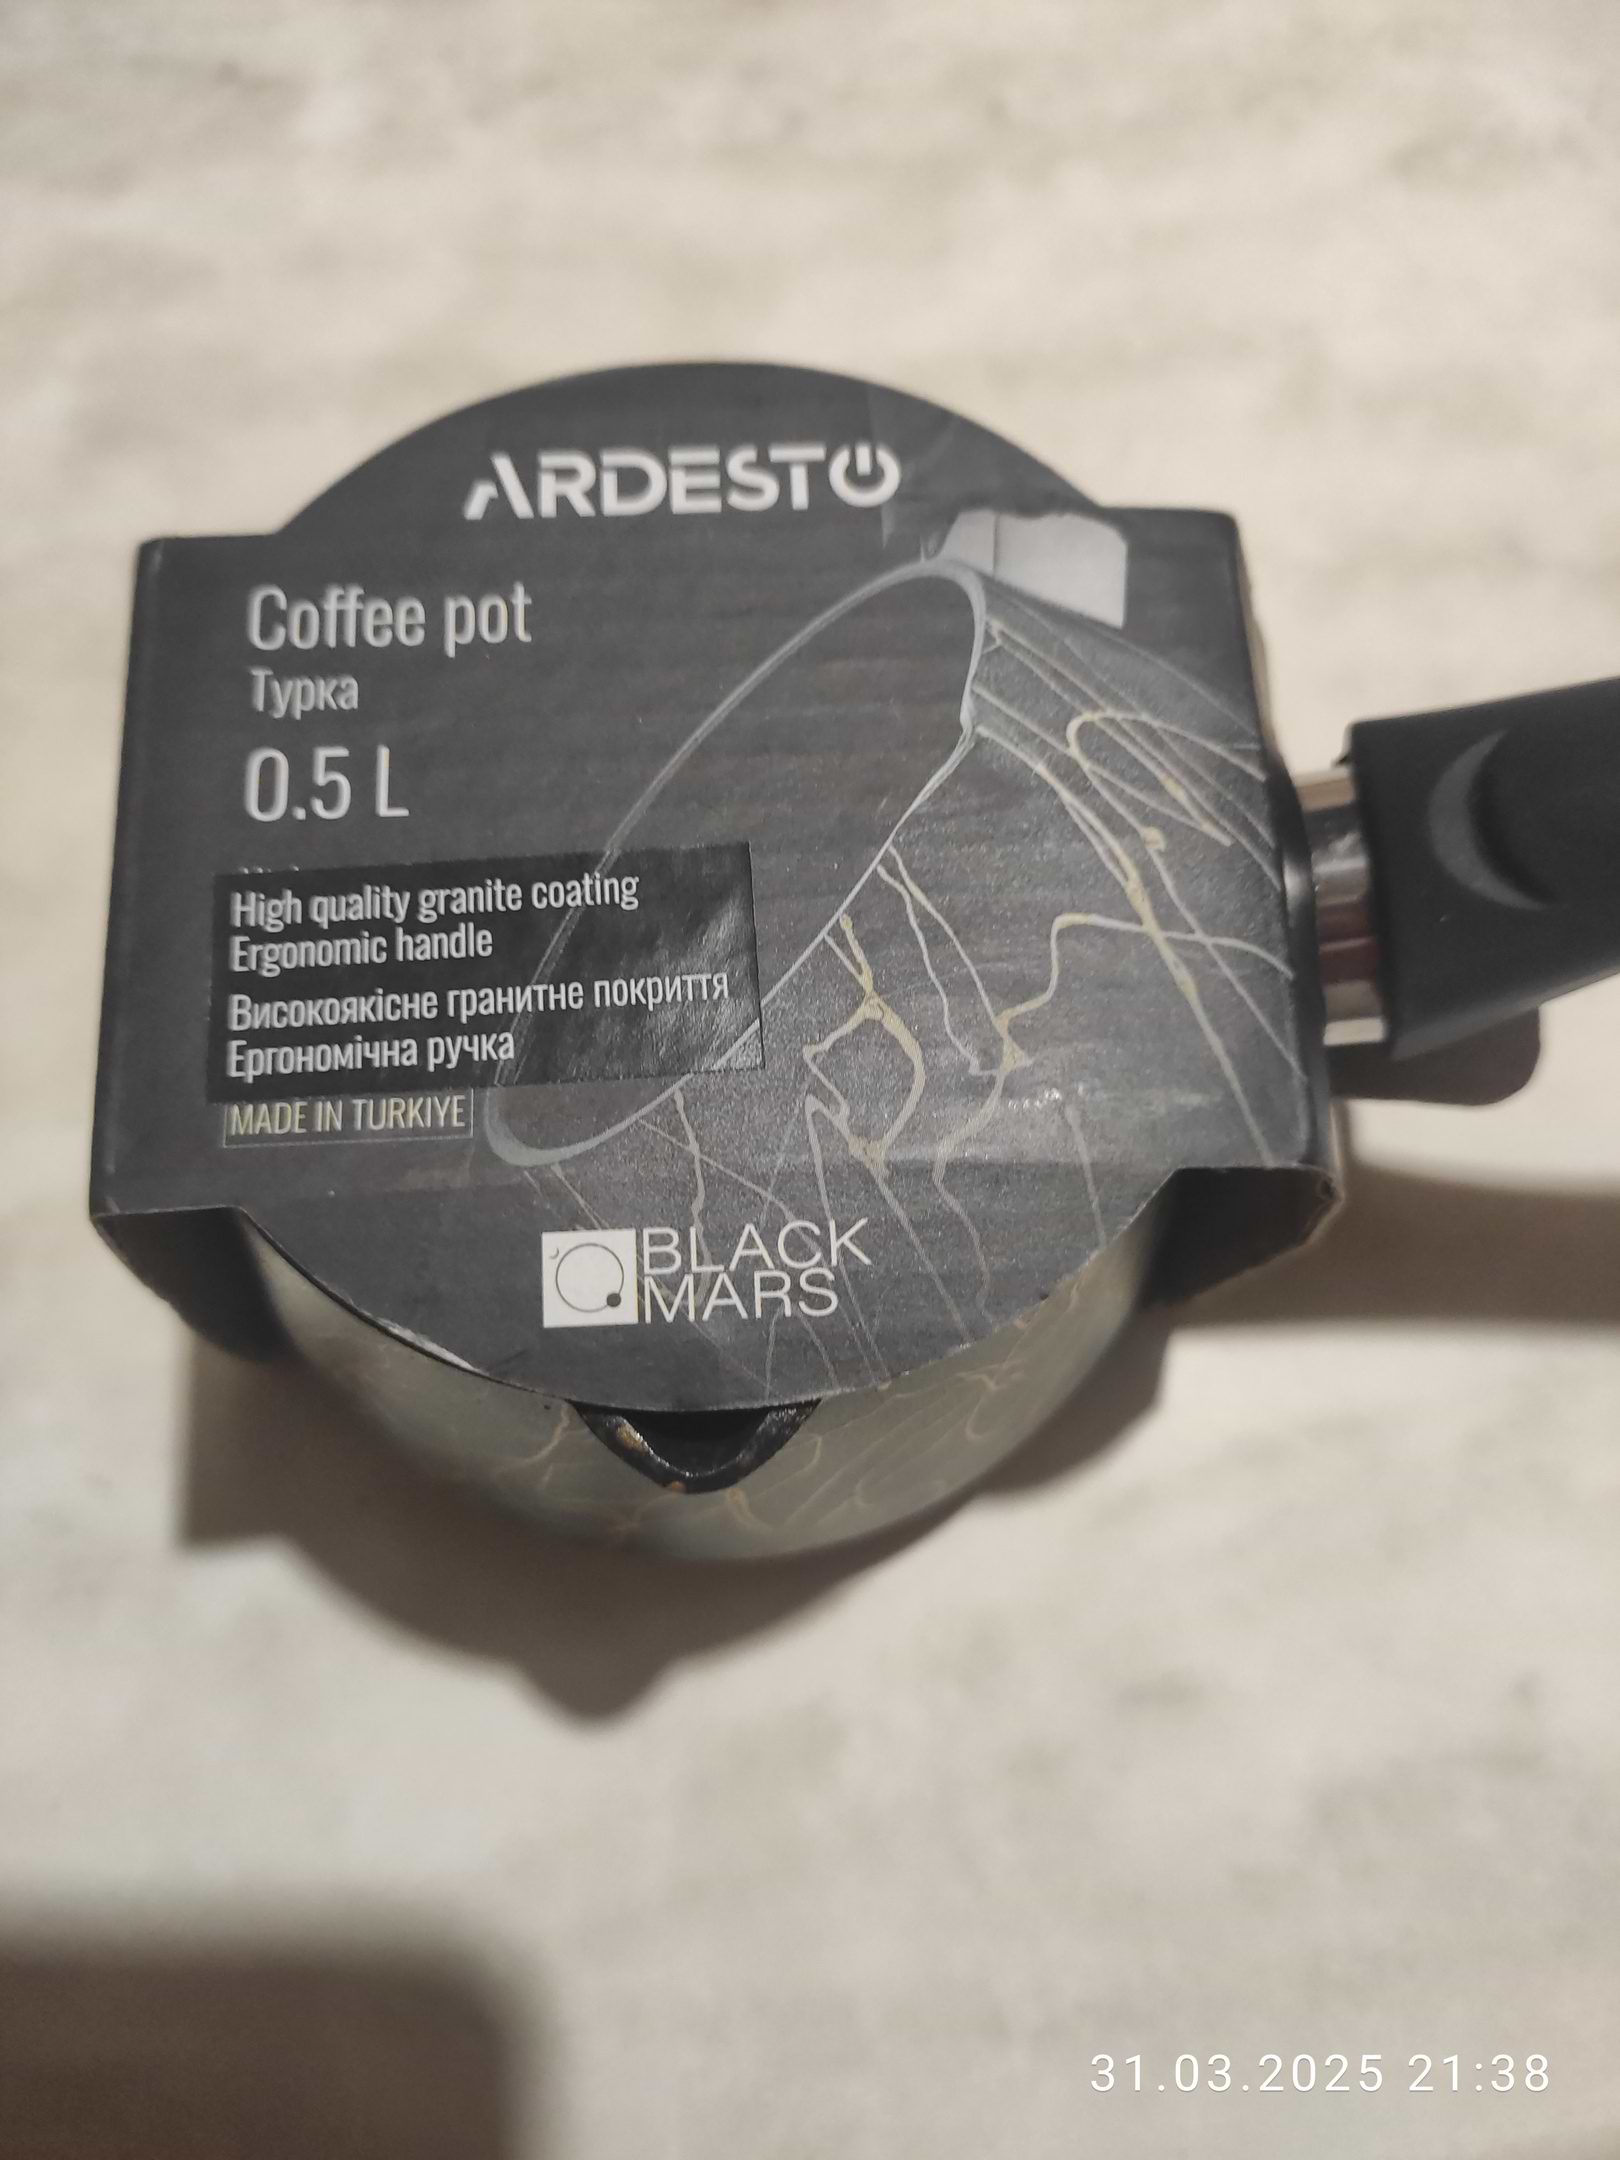 ARDESTO
Coffee pot
Турка
0.5 L
High quality granite coating
Ergonomic handle
Високоякісне гранитне покриття
Ергономічна ручка
MADE IN TURKIYE
BLACK
MARS
31.03.2025 21:38